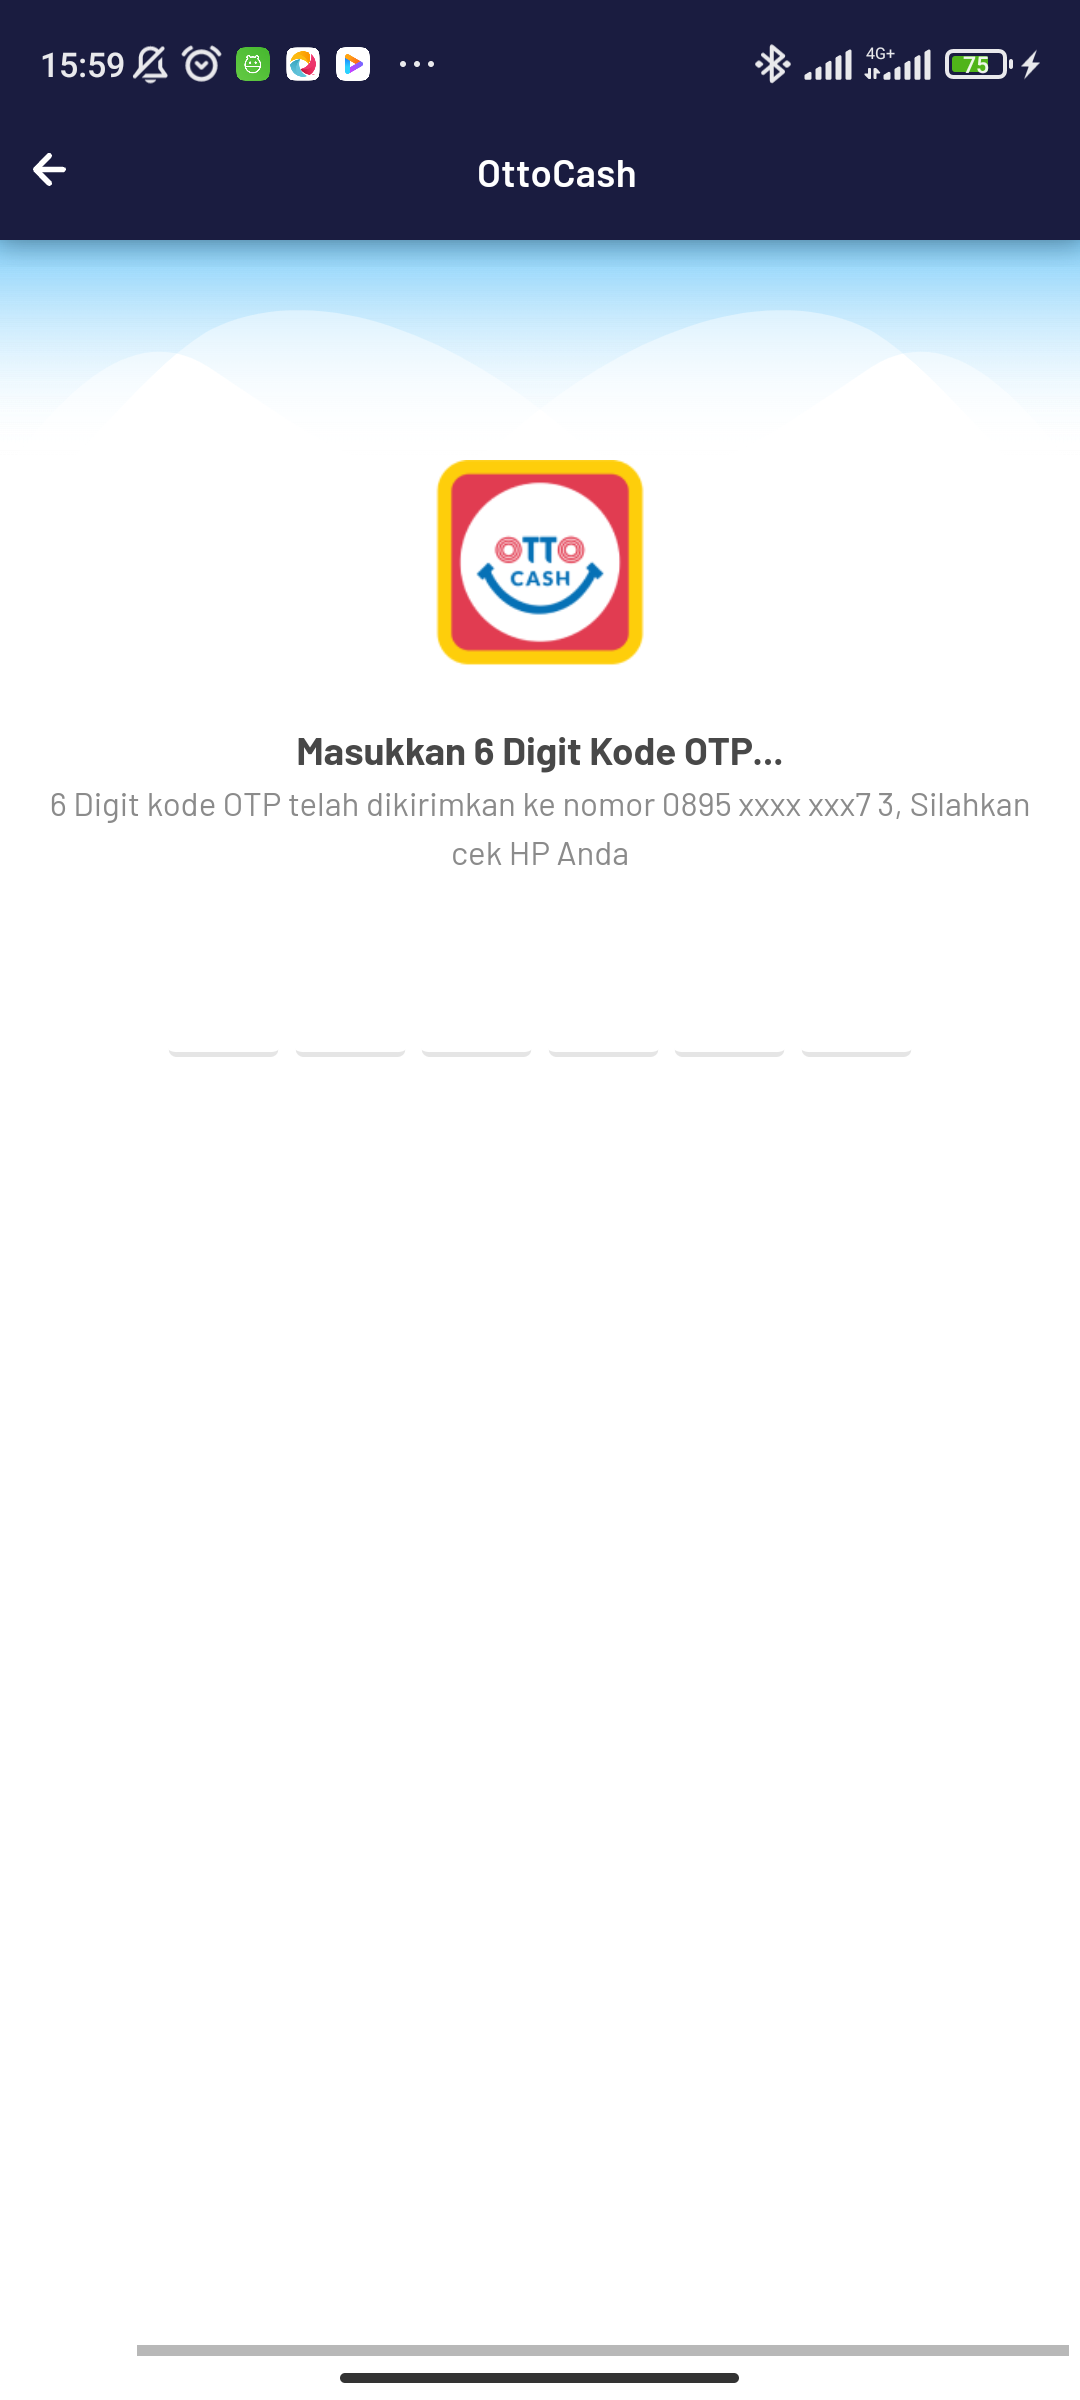 15:59
4G+
75
OttoCash
OTTO
CASH
Masukkan 6 Digit Kode OTP...
6 Digit kode OTP telah dikirimkan ke nomor 0895 xxxx xxx7 3, Silahkan
cek HP Anda